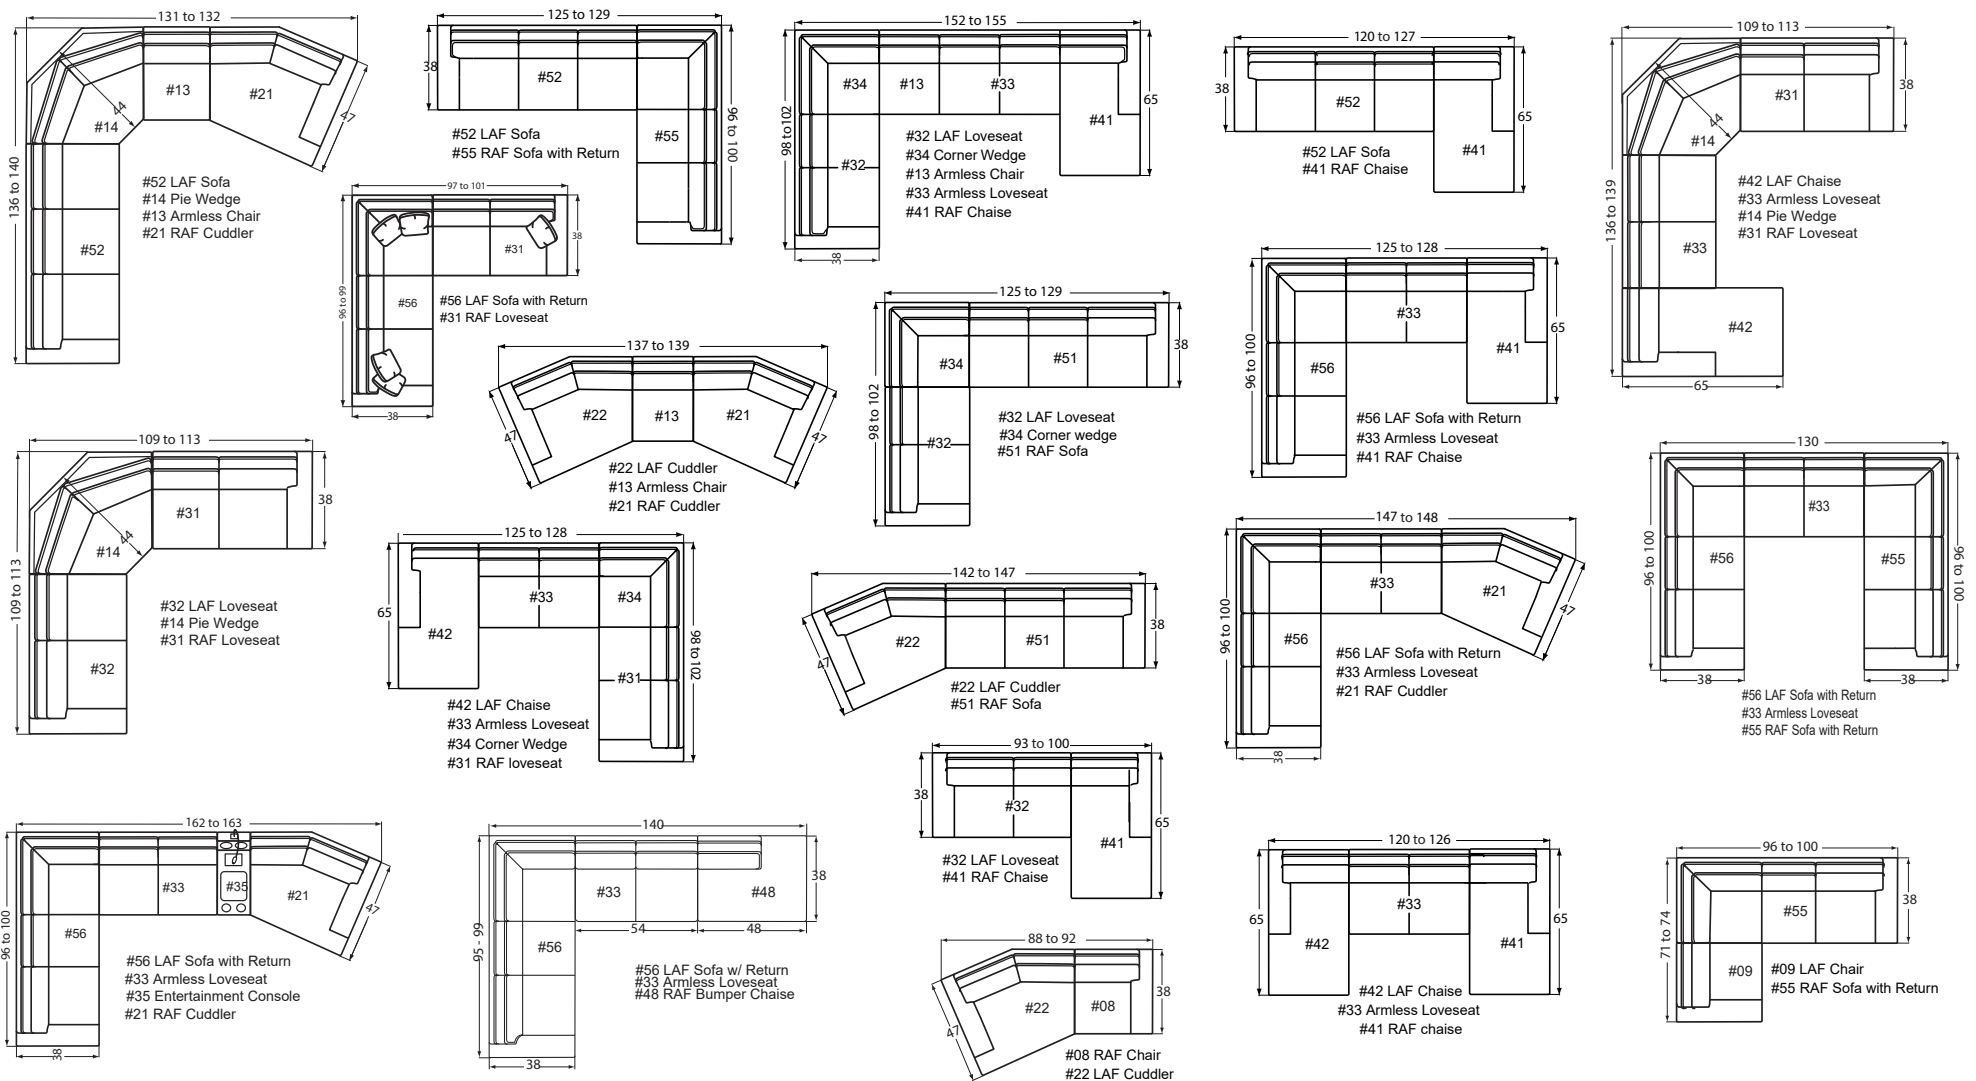 131 to 132
136 to 140
44
47
#13
#21
#14
#52
#52 LAF Sofa
#14 Pie Wedge
#13 Armless Chair
#21 RAF Cuddler
125 to 129
38
96 to 100
#52
#55
#52 LAF Sofa
#55 RAF Sofa with Return
97 to 101
96 to 99
38
38
#31
#56
#56 LAF Sofa with Return
#31 RAF Loveseat
152 to 155
98 to102
65
38
#34
#13
#33
#41
#32
#32 LAF Loveseat
#34 Corner Wedge
#13 Armless Chair
#33 Armless Loveseat
#41 RAF Chaise
120 to 127
38
65
#52
#41
#52 LAF Sofa
#41 RAF Chaise
109 to 113
136 to 139
44
38
65
#31
#14
#33
#42
#42 LAF Chaise
#33 Armless Loveseat
#14 Pie Wedge
#31 RAF Loveseat
137 to 139
47
47
#22
#13
#21
#22 LAF Cuddler
#13 Armless Chair
#21 RAF Cuddler
125 to 129
98 to 102
38
#34
#51
#32
#32 LAF Loveseat
#34 Corner wedge
#51 RAF Sofa
125 to 128
96 to 100
65
#33
#41
#56
#56 LAF Sofa with Return
#33 Armless Loveseat
#41 RAF Chaise
109 to 113
109 to 113
44
38
#31
#14
#32
#32 LAF Loveseat
#14 Pie Wedge
#31 RAF Loveseat
125 to 128
65
98 to 102
#33
#34
#42
#31
#42 LAF Chaise
#33 Armless Loveseat
#34 Corner Wedge
#31 RAF loveseat
142 to 147
47
38
#22
#51
#22 LAF Cuddler
#51 RAF Sofa
147 to 148
96 to 100
47
38
#33
#21
#56
#56 LAF Sofa with Return
#33 Armless Loveseat
#21 RAF Cuddler
130
96 to 100
96 to 100
38
38
#33
#56
#55
#56 LAF Sofa with Return
#33 Armless Loveseat
#55 RAF Sofa with Return
162 to 163
96 to 100
47
38
#33
#35
#21
#56
#56 LAF Sofa with Return
#33 Armless Loveseat
#35 Entertainment Console
#21 RAF Cuddler
140
95 - 99
38
54
48
38
#33
#48
#56
#56 LAF Sofa w/ Return
#33 Armless Loveseat
#48 RAF Bumper Chaise
93 to 100
38
65
#32
#41
#32 LAF Loveseat
#41 RAF Chaise
88 to 92
47
38
#22
#08
#08 RAF Chair
#22 LAF Cuddler
120 to 126
65
65
#33
#42
#41
#42 LAF Chaise
#33 Armless Loveseat
#41 RAF chaise
96 to 100
71 to 74
38
#55
#09
#09 LAF Chair
#55 RAF Sofa with Return